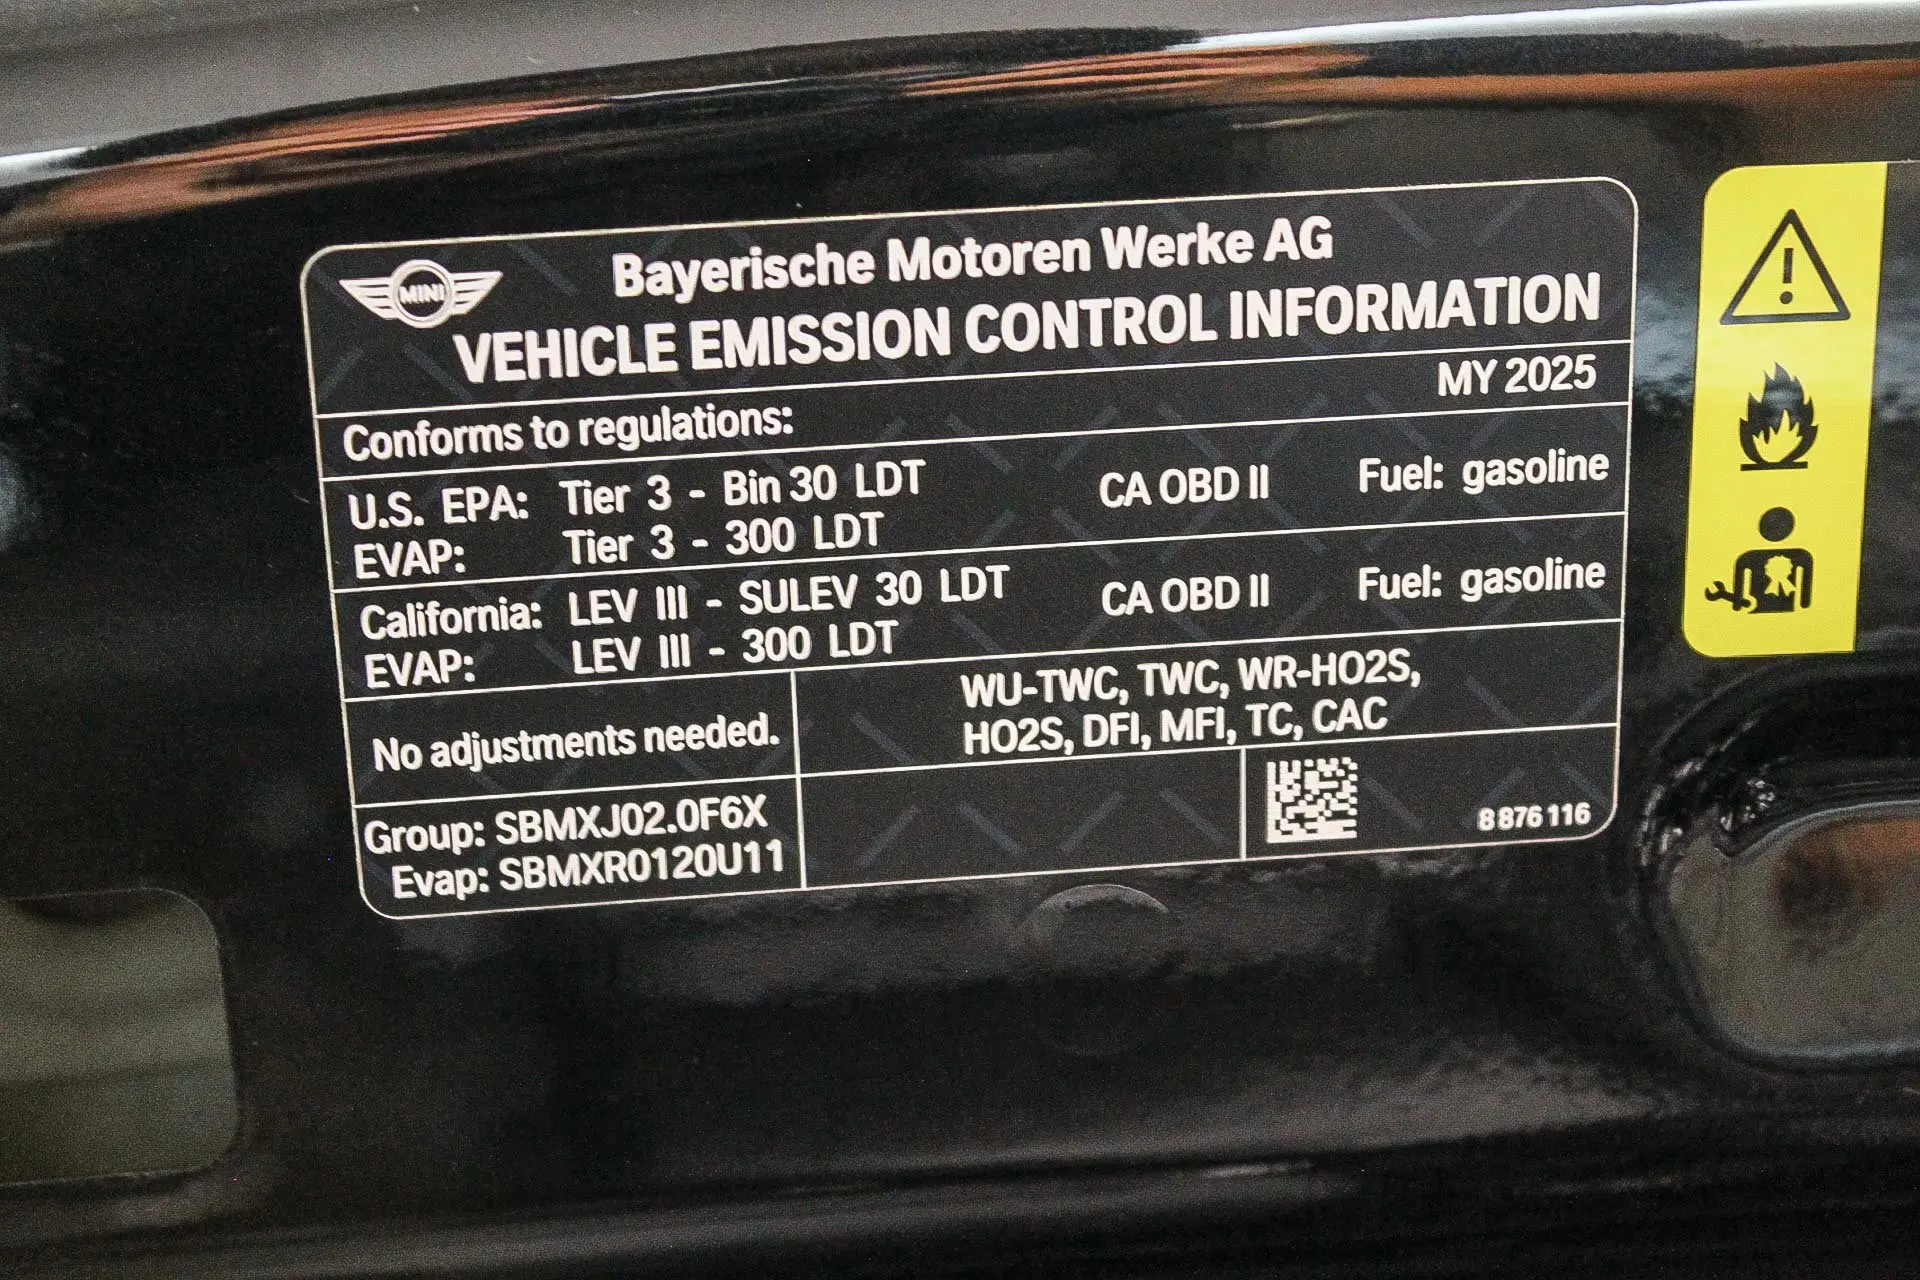 MINI
Bayerische Motoren Werke AG
VEHICLE EMISSION CONTROL INFORMATION
MY 2025
Conforms to regulations:
U.S. EPA: Tier 3 - Bin 30 LDT CA OBD II Fuel: gasoline
EVAP: Tier 3 - 300 LDT
California: LEV III - SULEV 30 LDT CA OBD II Fuel: gasoline
EVAP: LEV III - 300 LDT
No adjustments needed.
WU-TWC, TWC, WR-HO2S,
HO2S, DFI, MFI, TC, CAC
Group: SBMXJ02.0F6X
Evap: SBMXR0120U11
8 876 116